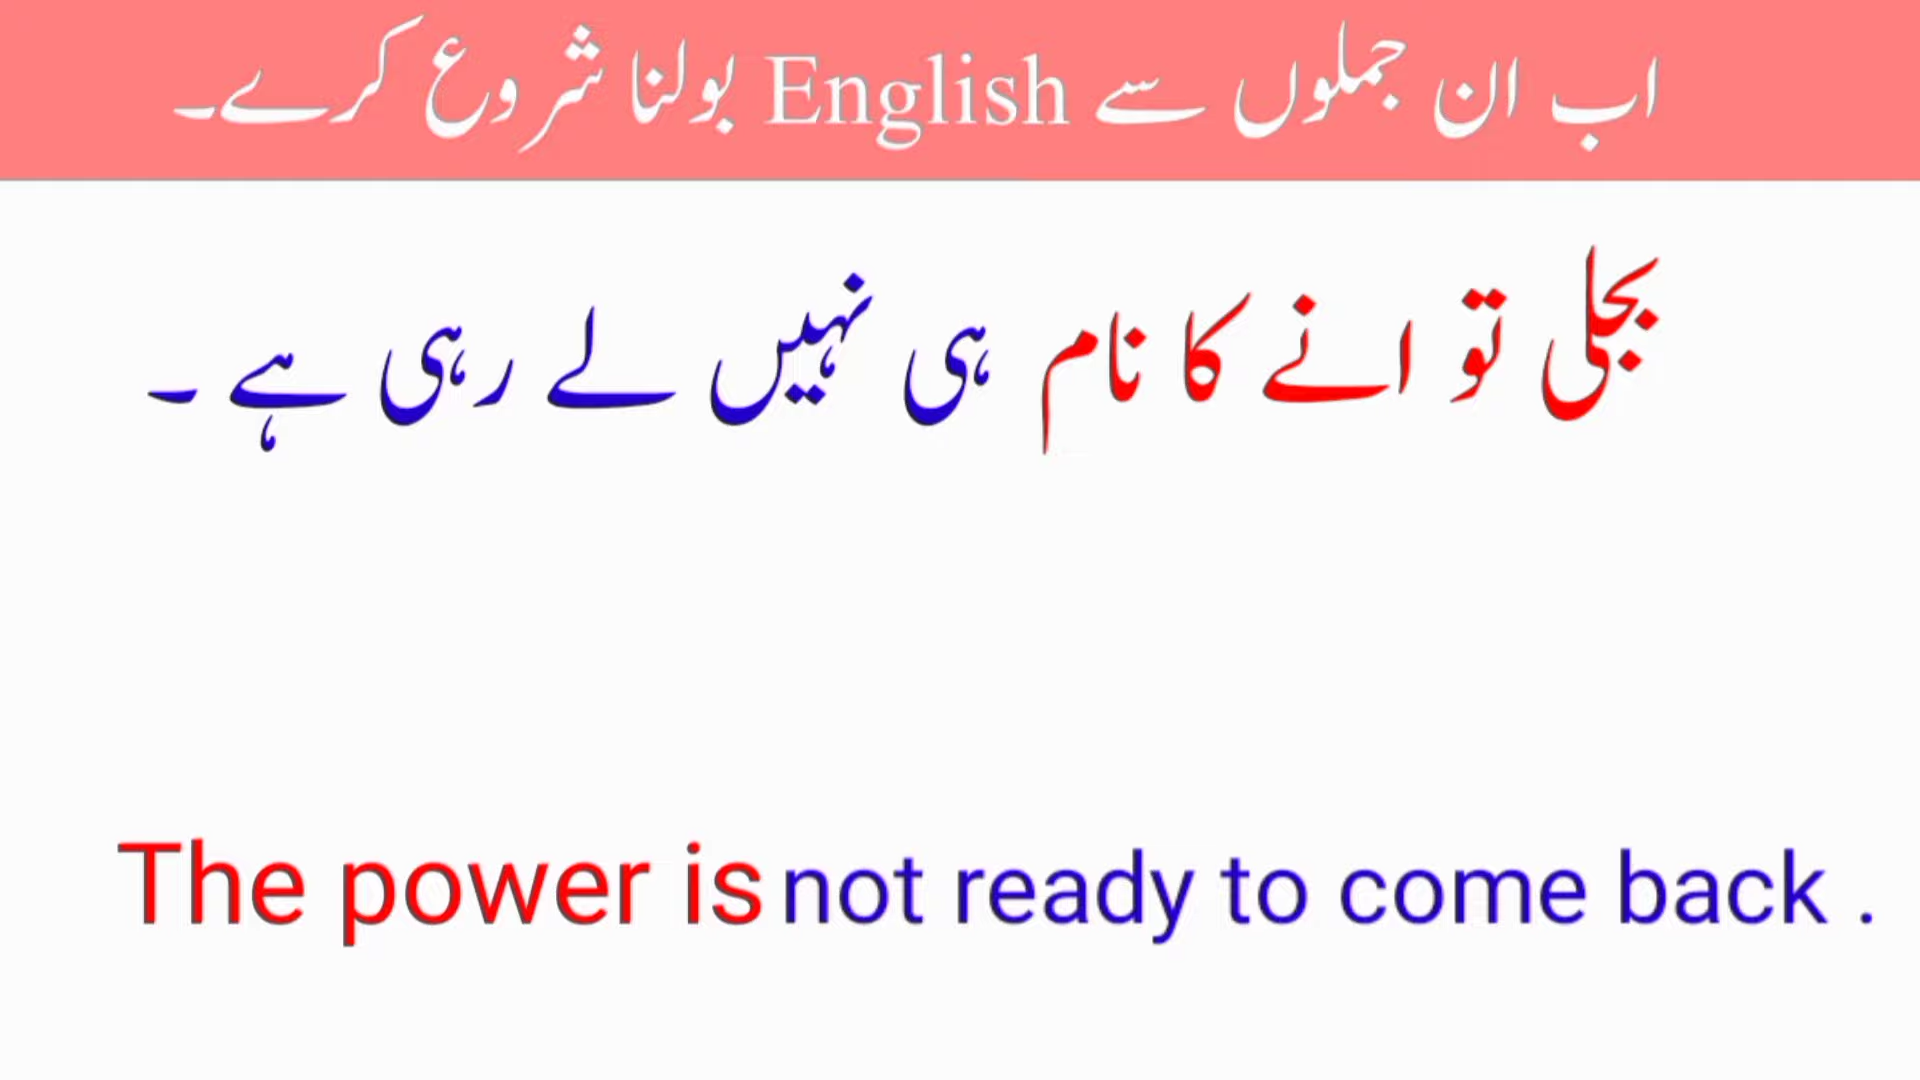 اب ان جملوں سے English بولنا شروع کرے۔
بجلی تو انے کا نام ہی نہیں لے رہی ہے ۔
The power is not ready to come back .